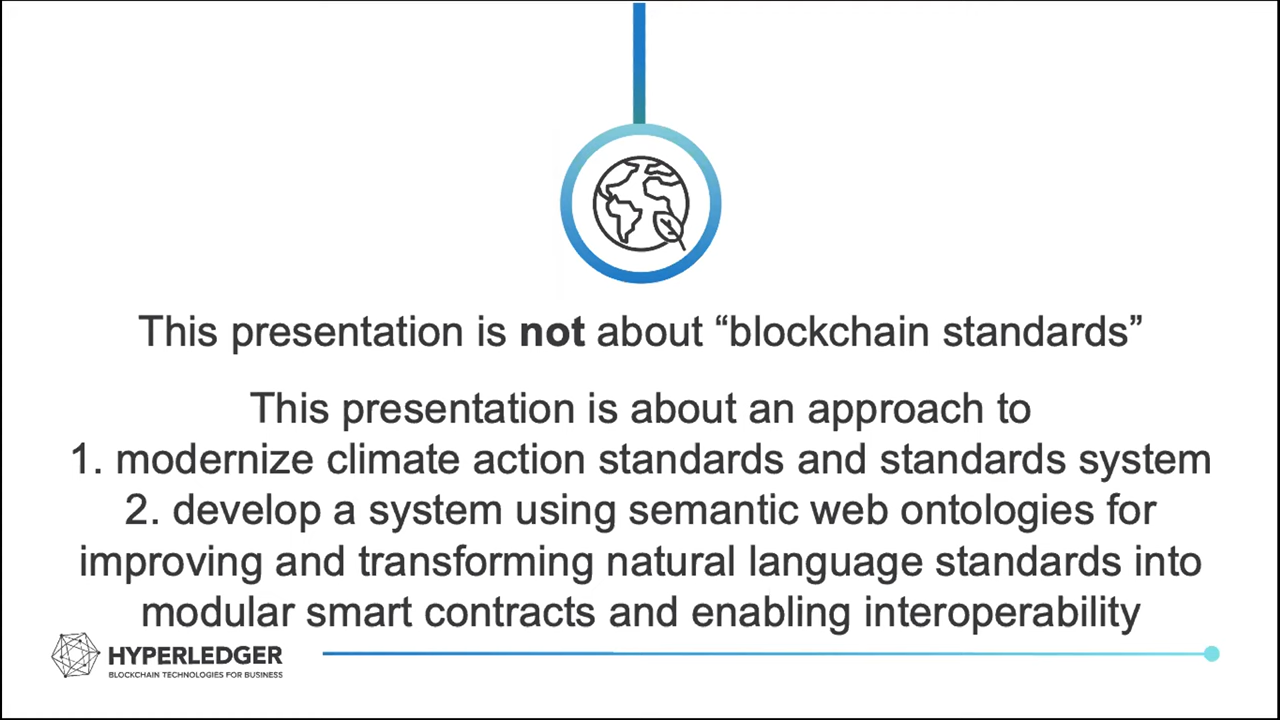 This presentation is not about “blockchain standards”
This presentation is about an approach to
1. modernize climate action standards and standards system
2. develop a system using semantic web ontologies for
improving and transforming natural language standards into
modular smart contracts and enabling interoperability
HYPERLEDGER
BLOCKCHAIN TECHNOLOGIES FOR BUSINESS